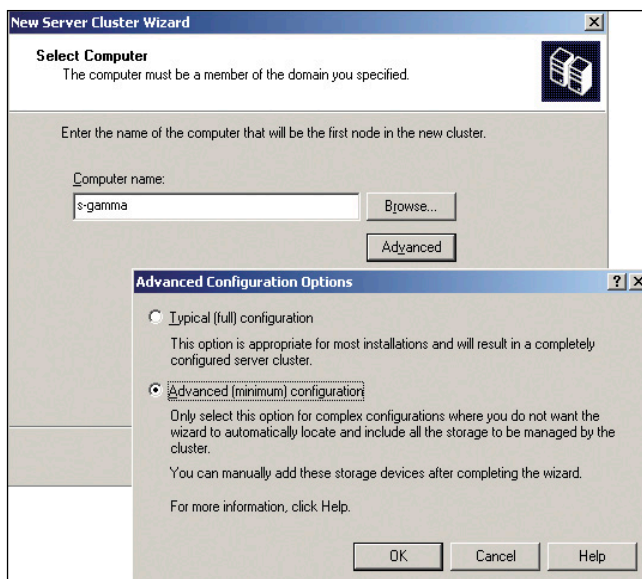 New Server Cluster Wizard
Select Computer
The computer must be a member of the domain you specified.
Enter the name of the computer that will be the first node in the new cluster.
Computer name:
s-gamma
Browse...
Advanced
Advanced Configuration Options
Typical (full) configuration
This option is appropriate for most installations and will result in a completely
configured server cluster.
Advanced (minimum) configuration
Only select this option for complex configurations where you do not want the
wizard to automatically locate and include all the storage to be managed by the
cluster.
You can manually add these storage devices after completing the wizard.
For more information, click Help.
OK
Cancel
Help